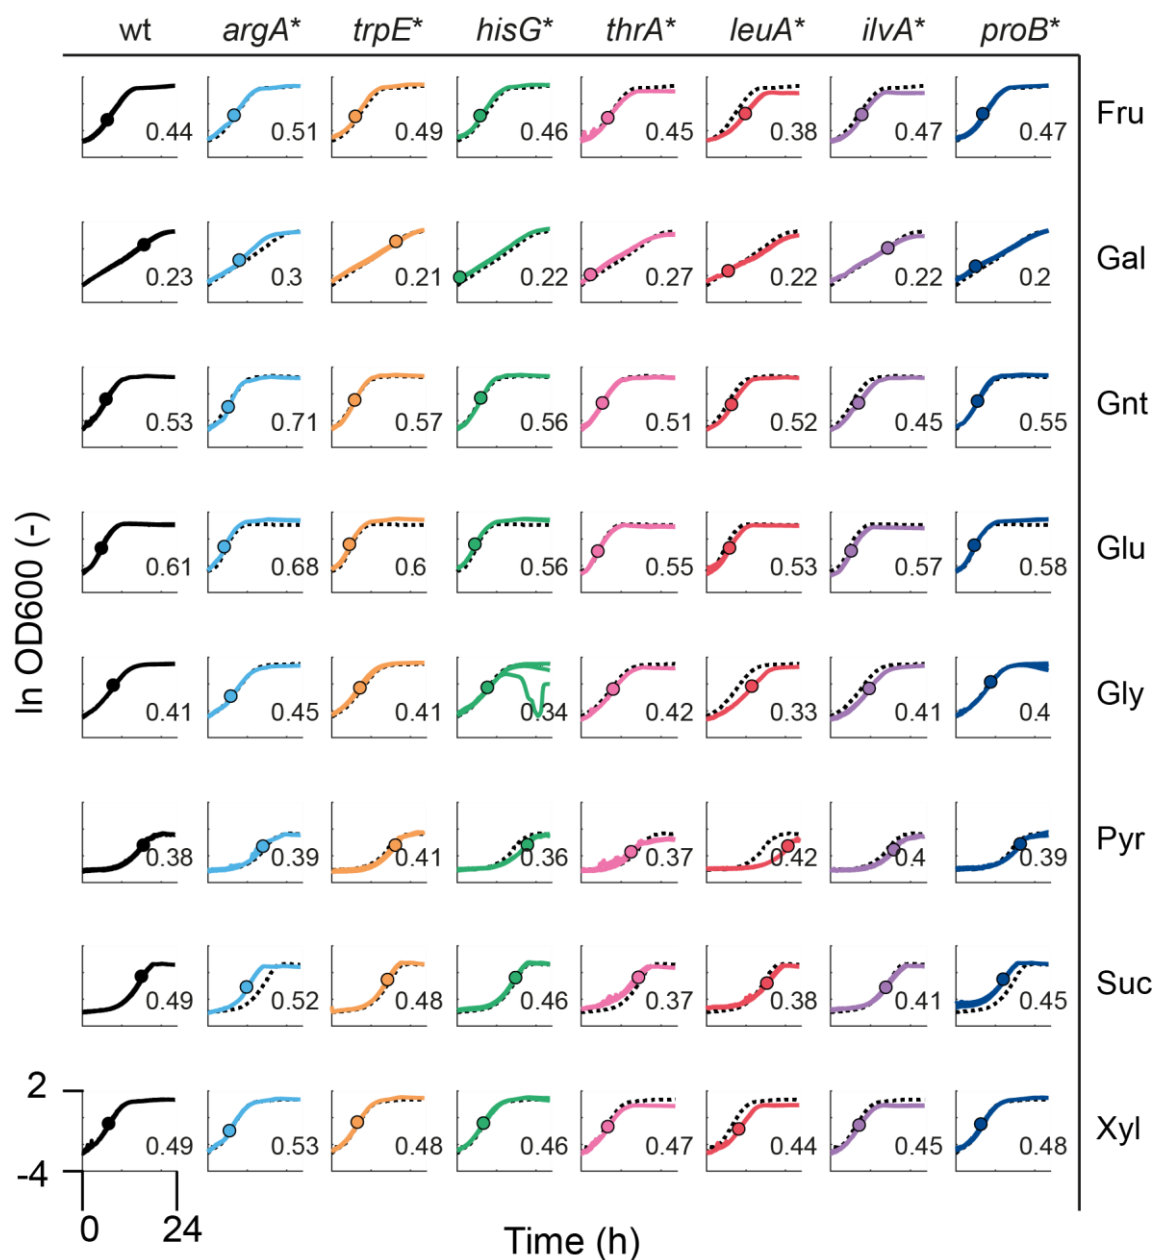 wt argA* trpE* hisG* thrA* leuA* ilvA* proB*
0.44 0.51 0.49 0.46 0.45 0.38 0.47 0.47 Fru
0.23 0.3 0.21 0.22 0.27 0.22 0.22 0.2 Gal
0.53 0.71 0.57 0.56 0.51 0.52 0.45 0.55 Gnt
0.61 0.68 0.6 0.56 0.55 0.53 0.57 0.58 Glu
0.41 0.45 0.41 0.34 0.42 0.33 0.41 0.4 Gly
0.38 0.39 0.41 0.36 0.37 0.42 0.4 0.39 Pyr
0.49 0.52 0.48 0.46 0.37 0.38 0.41 0.45 Suc
0.49 0.53 0.48 0.46 0.47 0.44 0.45 0.48 Xyl
ln OD600 (-)
2
-4
0 24
Time (h)